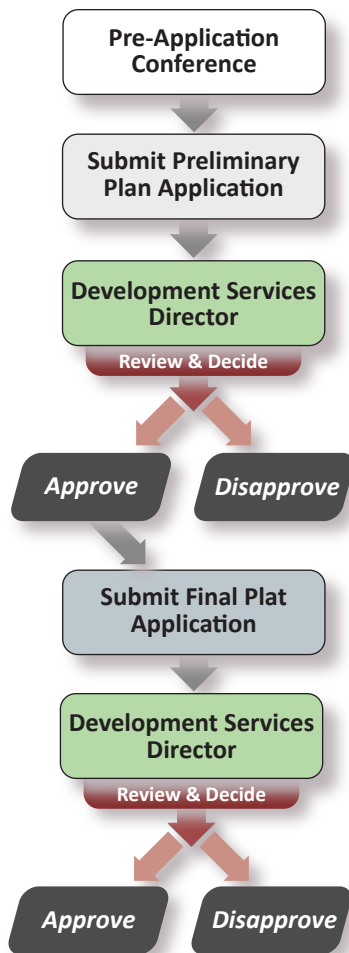 Pre-Application
Conference
Submit Preliminary
Plan Application
Development Services
Director
Review & Decide
Approve
Disapprove
Submit Final Plat
Application
Development Services
Director
Review & Decide
Approve
Disapprove